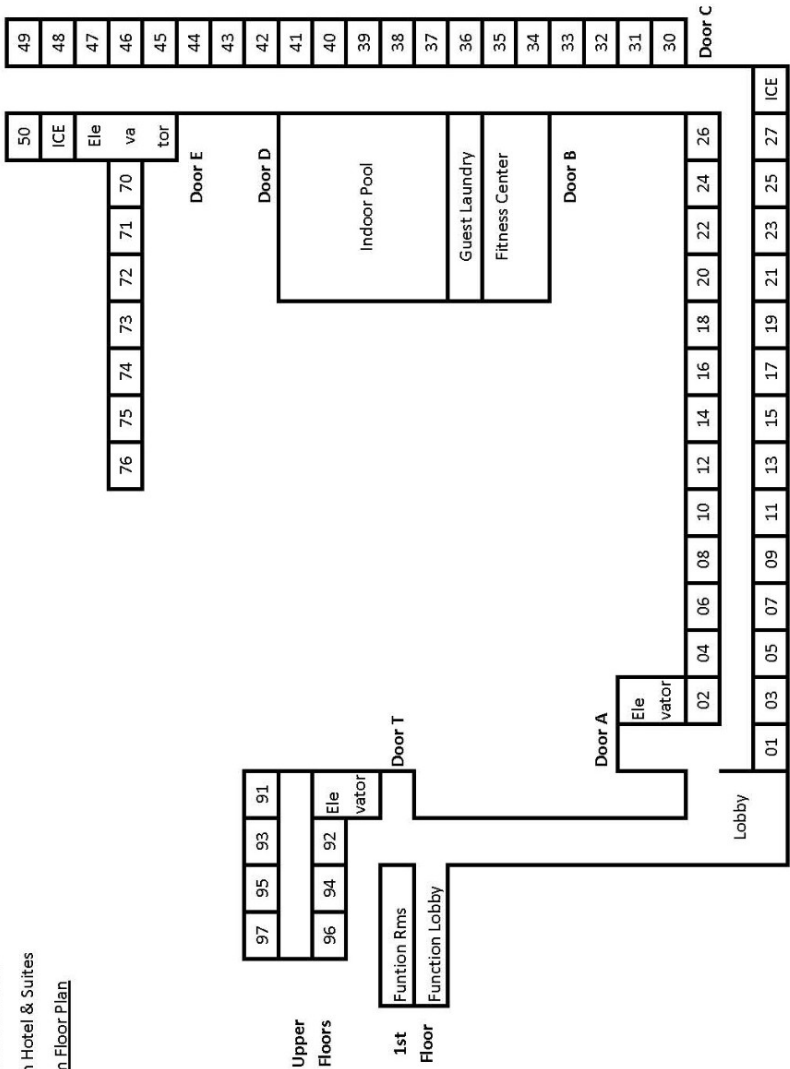 n Hotel & Suites
n Floor Plan
50 49
ICE 48
Ele 47
76 75 74 73 72 71 70 va 46
tor 45
Door E 44
43
97 95 93 91 Door D 42
Upper
Floors
41
96 94 92 Ele 40
vator 39
Indoor Pool
1st
Floor
Funtion Rms Door T 38
Function Lobby 37
Guest Laundry 36
Fitness Center 35
34
Door B 33
Door A 32
Ele 31
vator 30
02 04 06 08 10 12 14 16 18 20 22 24 26 Door C
Lobby
01 03 05 07 09 11 13 15 17 19 21 23 25 27 ICE